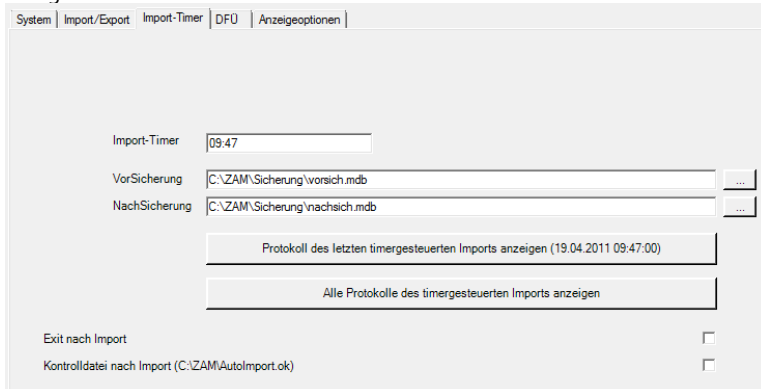 System Import/Export Import-Timer DFÜ Anzeigeoptionen
Import-Timer 09:47
VorSicherung C:\ZAM\Sicherung\vorsich.mdb ...
NachSicherung C:\ZAM\Sicherung\nachsich.mdb ...
Protokoll des letzten timergesteuerten Imports anzeigen (19.04.2011 09:47:00)
Alle Protokolle des timergesteuerten Imports anzeigen
Exit nach Import
Kontrolldatei nach Import (C:\ZAM\AutoImport.ok)